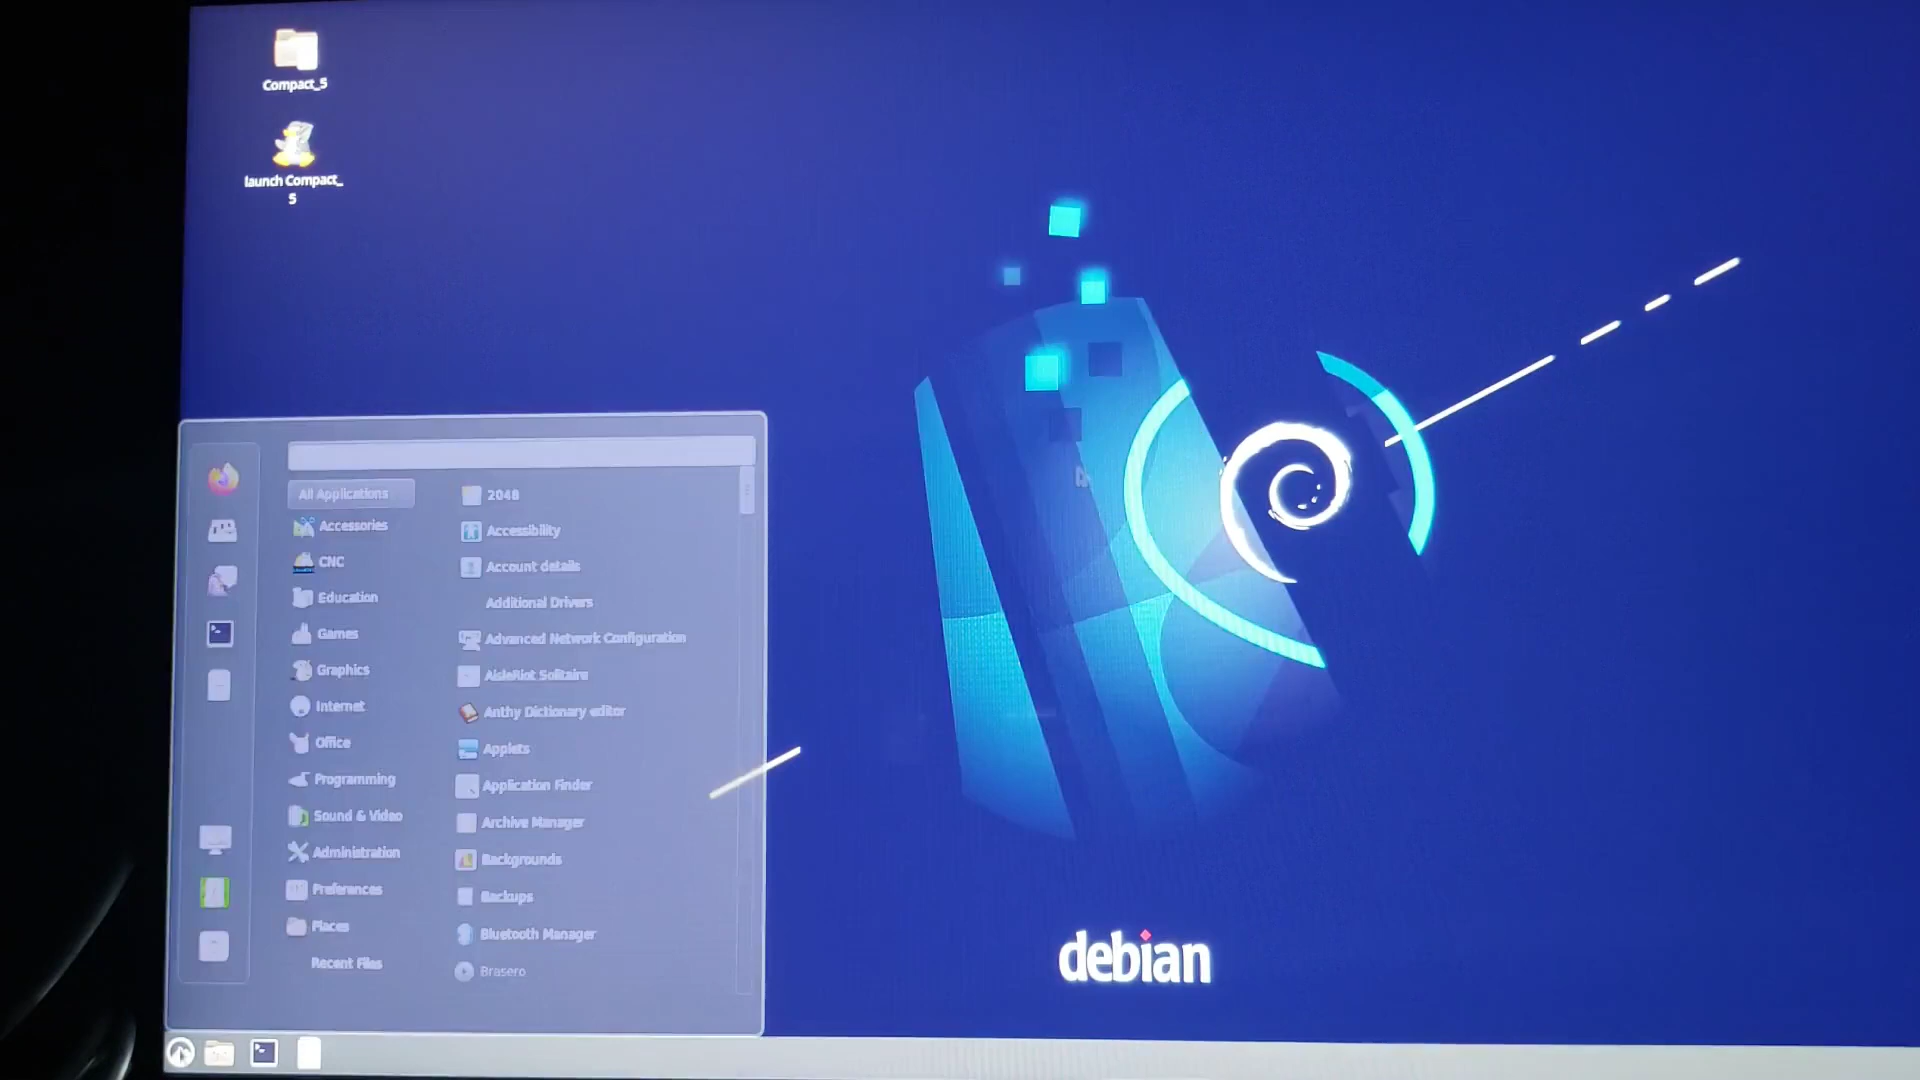 Compact_5
launch Compact_
5
All Applications
Accessories
CNC
Education
Games
Graphics
Internet
Office
Programming
Sound & Video
Administration
Preferences
Places
Recent Files
2048
Accessibility
Account details
Additional Drivers
Advanced Network Configuration
AisleRiot Solitaire
Anthy Dictionary editor
Applets
Application Finder
Archive Manager
Backgrounds
Backups
Bluetooth Manager
Brasero
debian